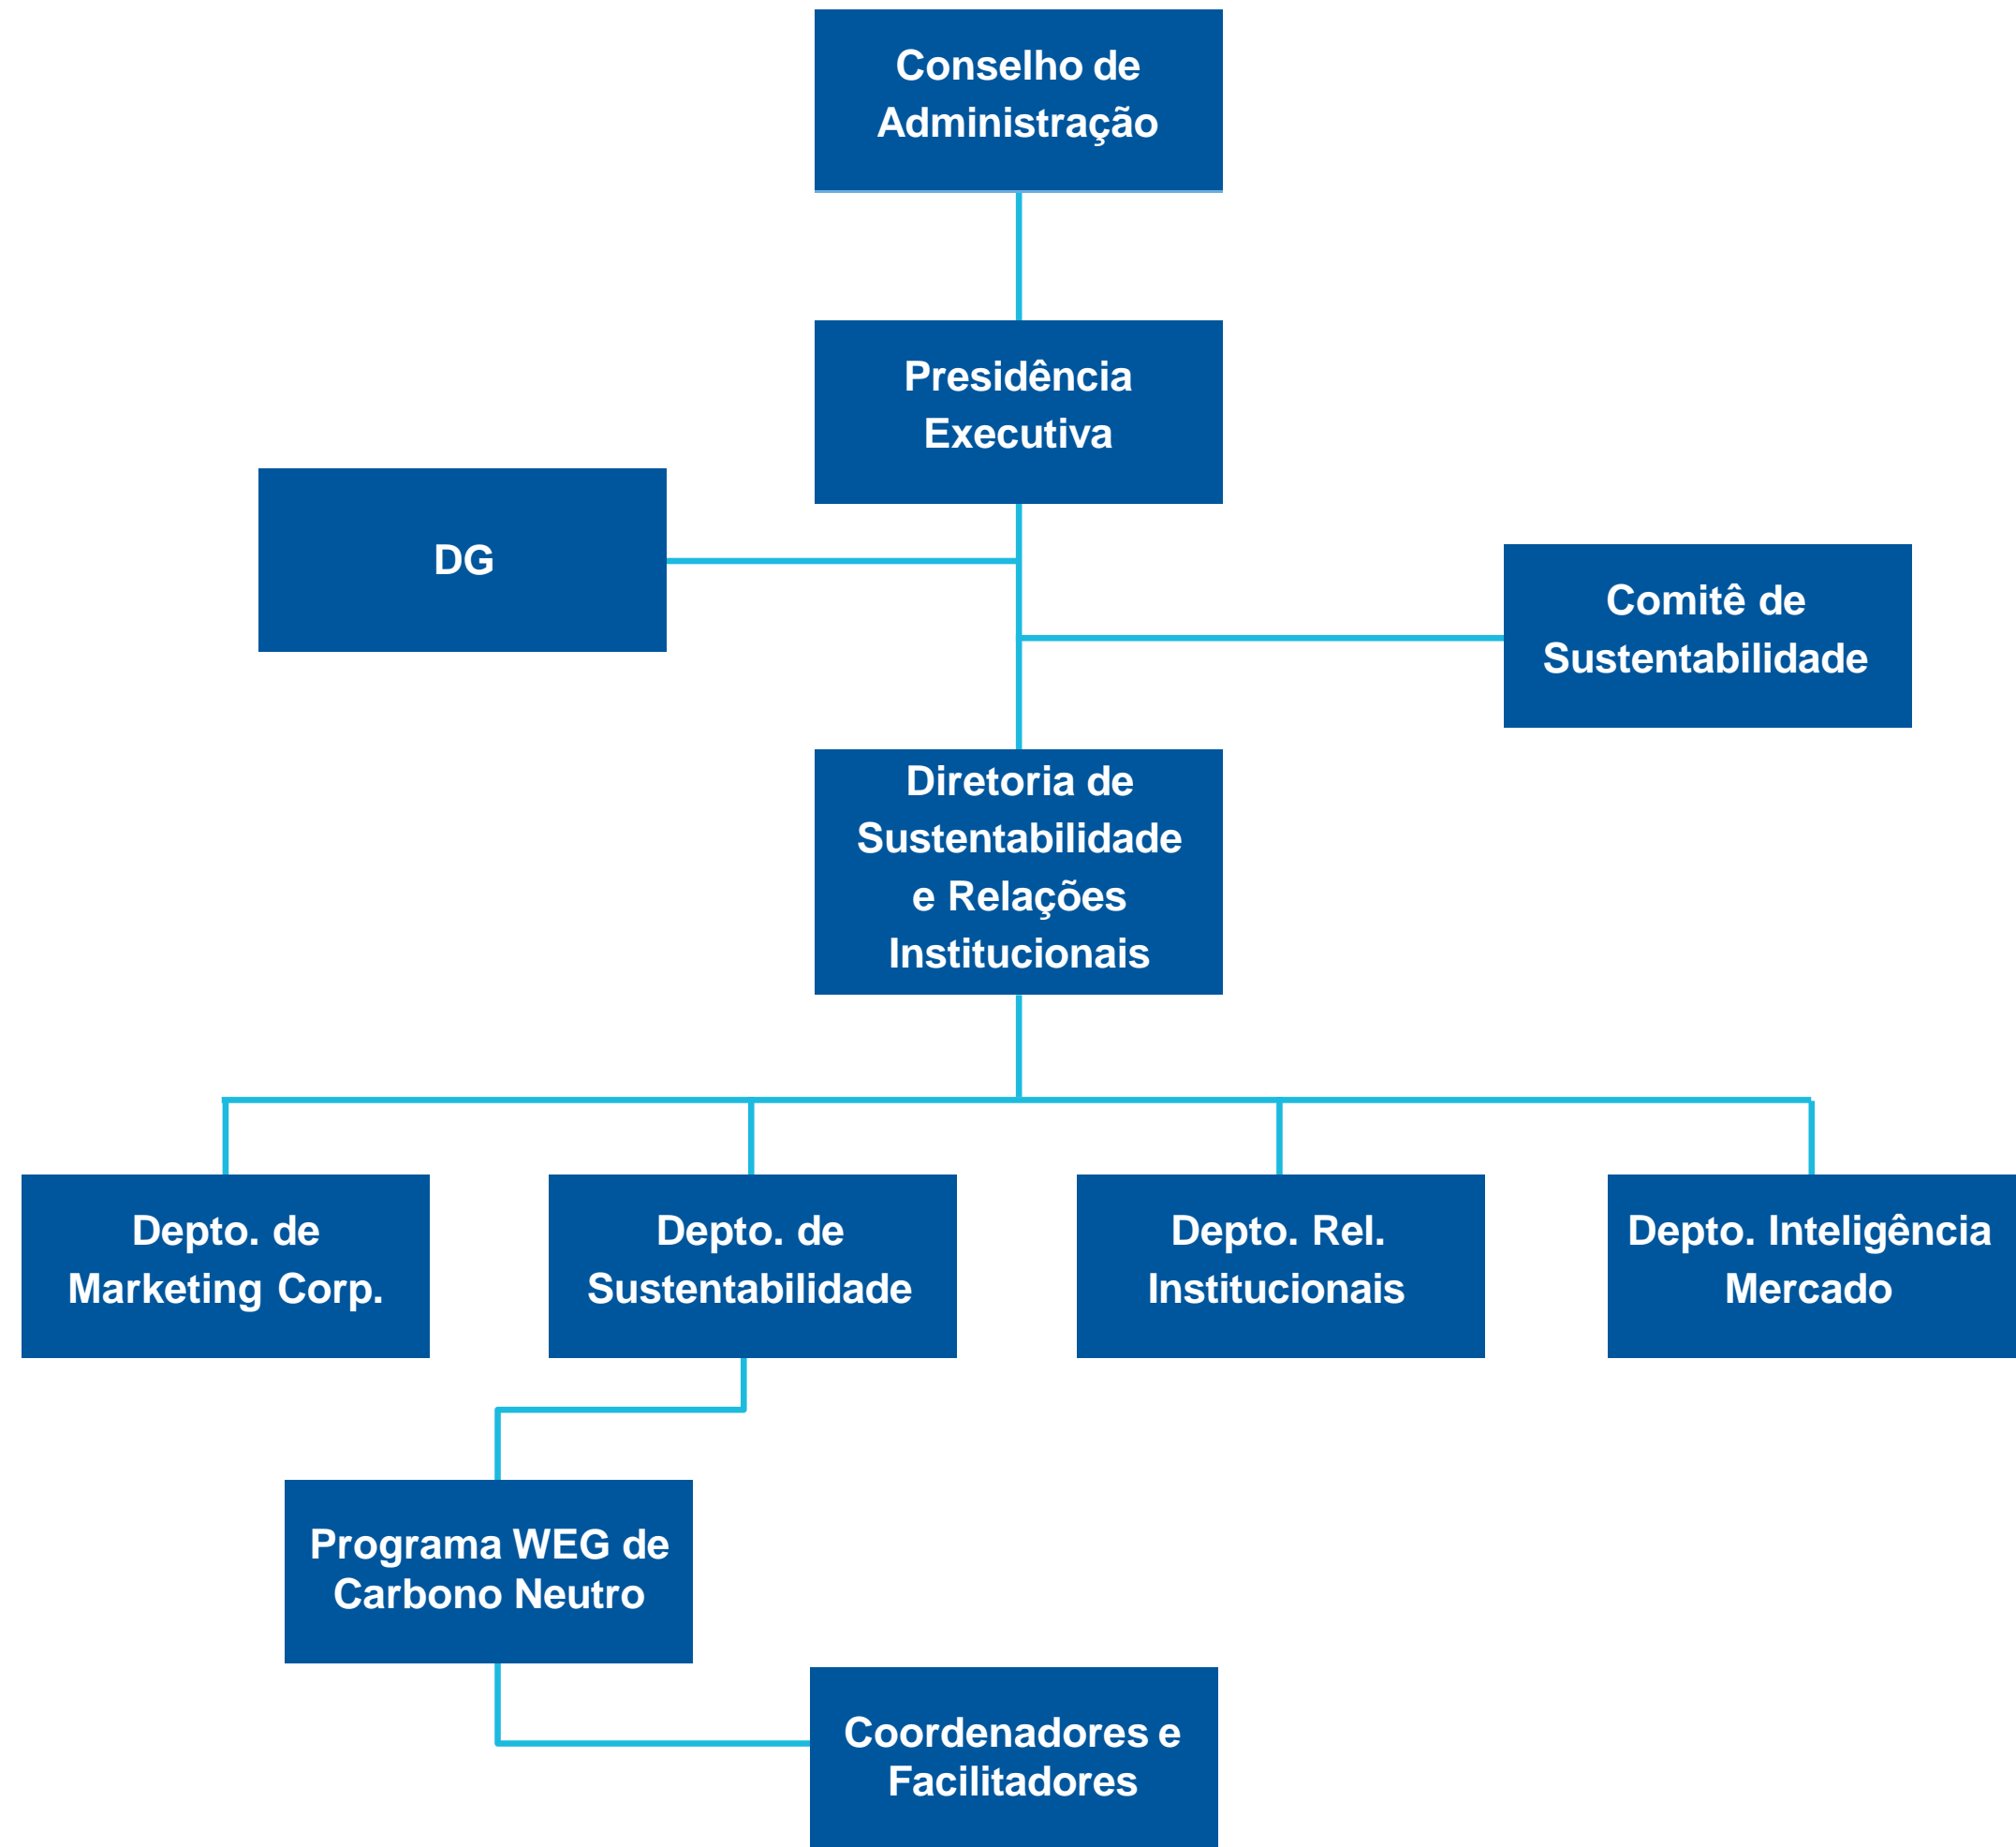 Conselho de
Administração
Presidência
Executiva
DG
Comitê de
Sustentabilidade
Diretoria de
Sustentabilidade
e Relações
Institucionais
Depto. de
Marketing Corp.
Depto. de
Sustentabilidade
Depto. Rel.
Institucionais
Depto. Inteligência
Mercado
Programa WEG de
Carbono Neutro
Coordenadores e
Facilitadores